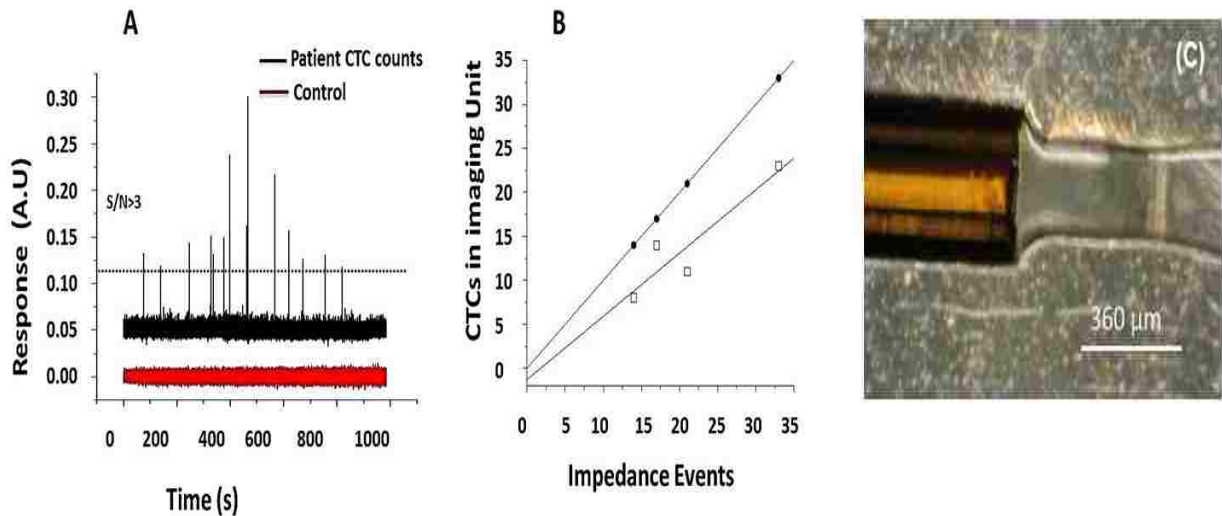 A
Patient CTC counts
Control
0.30
0.25
0.20
0.15
0.10
0.05
0.00
S/N>3
Response (A.U)
0 200 400 600 800 1000
Time (s)
B
35
30
25
20
15
10
5
0
CTCs in imaging Unit
0 5 10 15 20 25 30 35
Impedance Events
(C)
360 µm